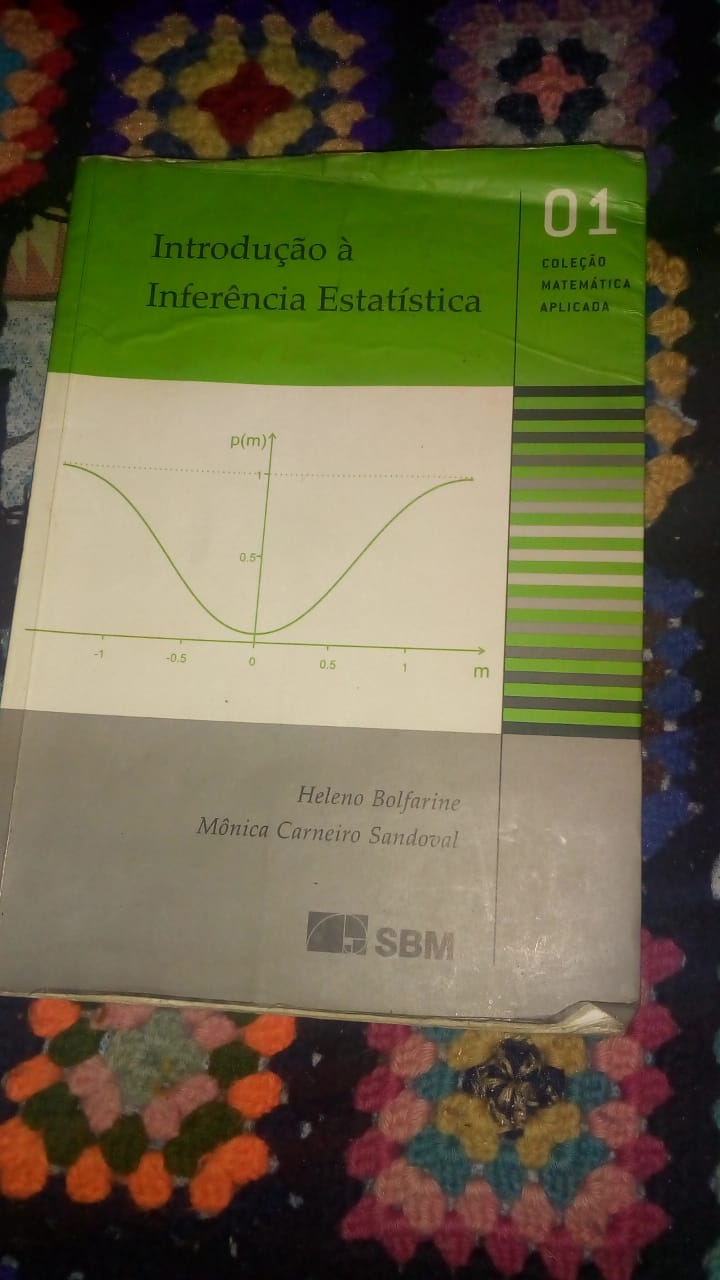 Introdução à
Inferência Estatística
01
COLEÇÃO
MATEMÁTICA
APLICADA
p(m)
1
0.5
-1
-0.5
0
0.5
1
m
Heleno Bolfarine
Mônica Carneiro Sandoval
SBM